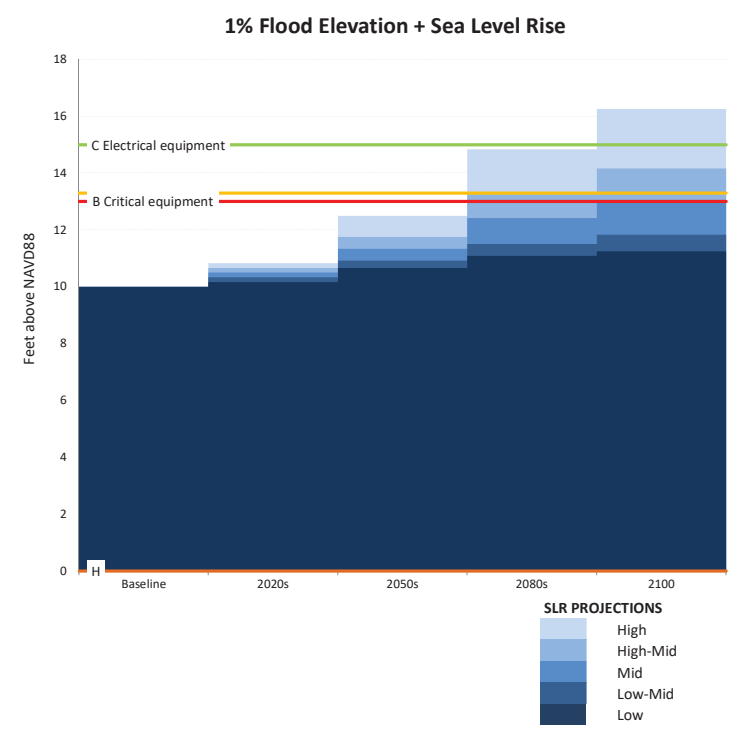 1% Flood Elevation + Sea Level Rise
18
16
C Electrical equipment
14
B Critical equipment
12
10
8
6
4
2
0
H
Feet above NAVD88
Baseline
2020s
2050s
2080s
2100
SLR PROJECTIONS
High
High-Mid
Mid
Low-Mid
Low